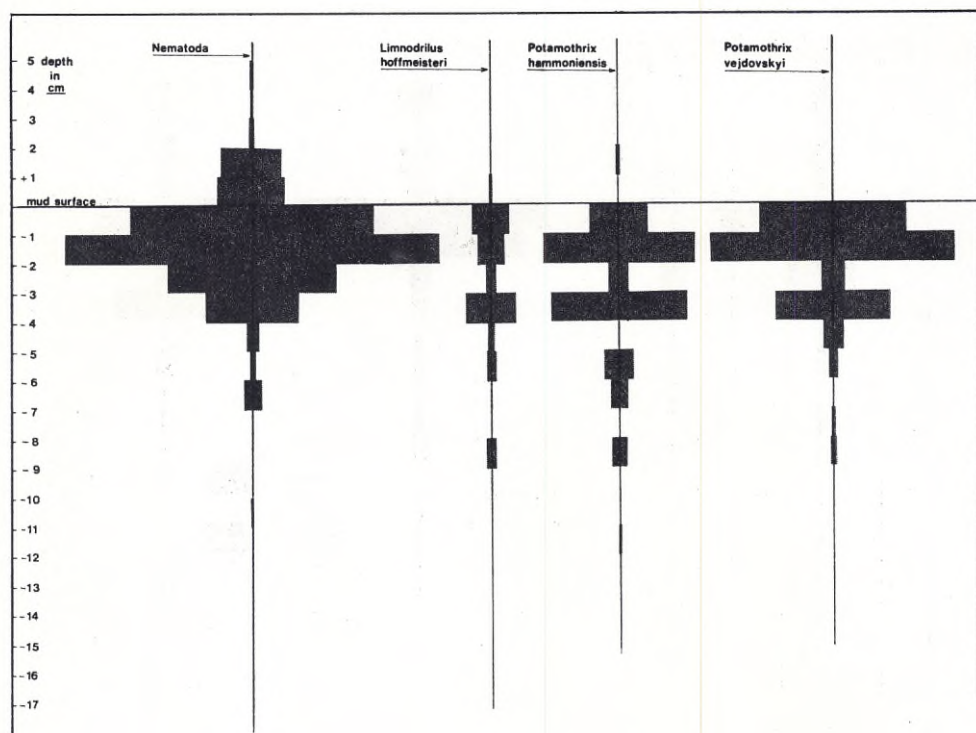 Nematoda
Limnodrilus
hoffmeisteri
Potamothrix
hammoniensis
Potamothrix
vejdovskyi
5 depth
in
4 cm
3
2
+1
mud surface
-1
-2
-3
-4
-5
-6
-7
-8
-9
-10
-11
-12
-13
-14
-15
-16
-17